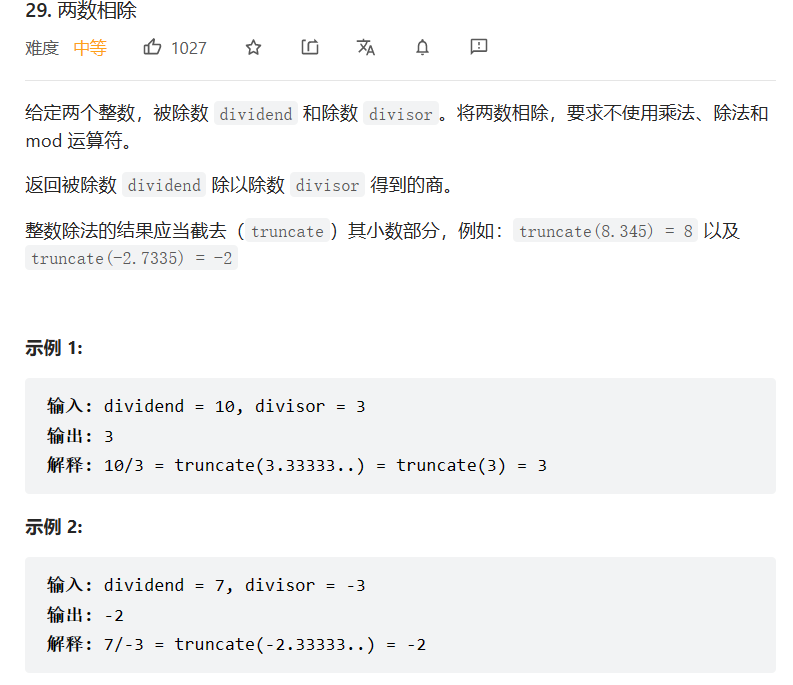 29. 两数相除
难度 中等 1027
给定两个整数，被除数 dividend 和除数 divisor。将两数相除，要求不使用乘法、除法和
mod 运算符。
返回被除数 dividend 除以除数 divisor 得到的商。
整数除法的结果应当截去（truncate）其小数部分，例如：truncate(8.345) = 8 以及
truncate(-2.7335) = -2
示例 1:
输入: dividend = 10, divisor = 3
输出: 3
解释: 10/3 = truncate(3.33333..) = truncate(3) = 3
示例 2:
输入: dividend = 7, divisor = -3
输出: -2
解释: 7/-3 = truncate(-2.33333..) = -2